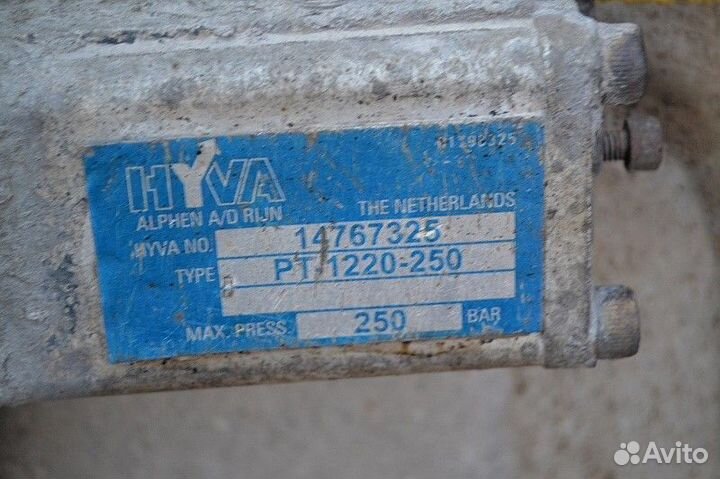 HYVA
ALPHEN A/D RIJN THE NETHERLANDS
HYVA NO. 14767325
TYPE PT 1220-250
MAX. PRESS. 250 BAR
Avito